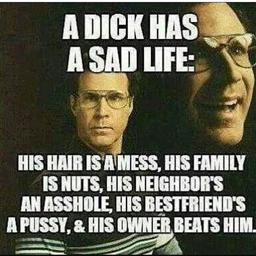 A DICK HAS
A SAD LIFE:
HIS HAIR IS A MESS, HIS FAMILY
IS NUTS, HIS NEIGHBOR'S
AN ASSHOLE, HIS BESTFRIEND'S
A PUSSY, & HIS OWNER BEATS HIM.